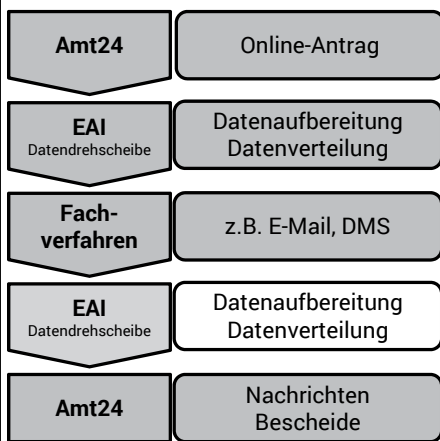 Amt24
Online-Antrag
EAI
Datendrehscheibe
Datenaufbereitung
Datenverteilung
Fach-
verfahren
z.B. E-Mail, DMS
EAI
Datendrehscheibe
Datenaufbereitung
Datenverteilung
Amt24
Nachrichten
Bescheide